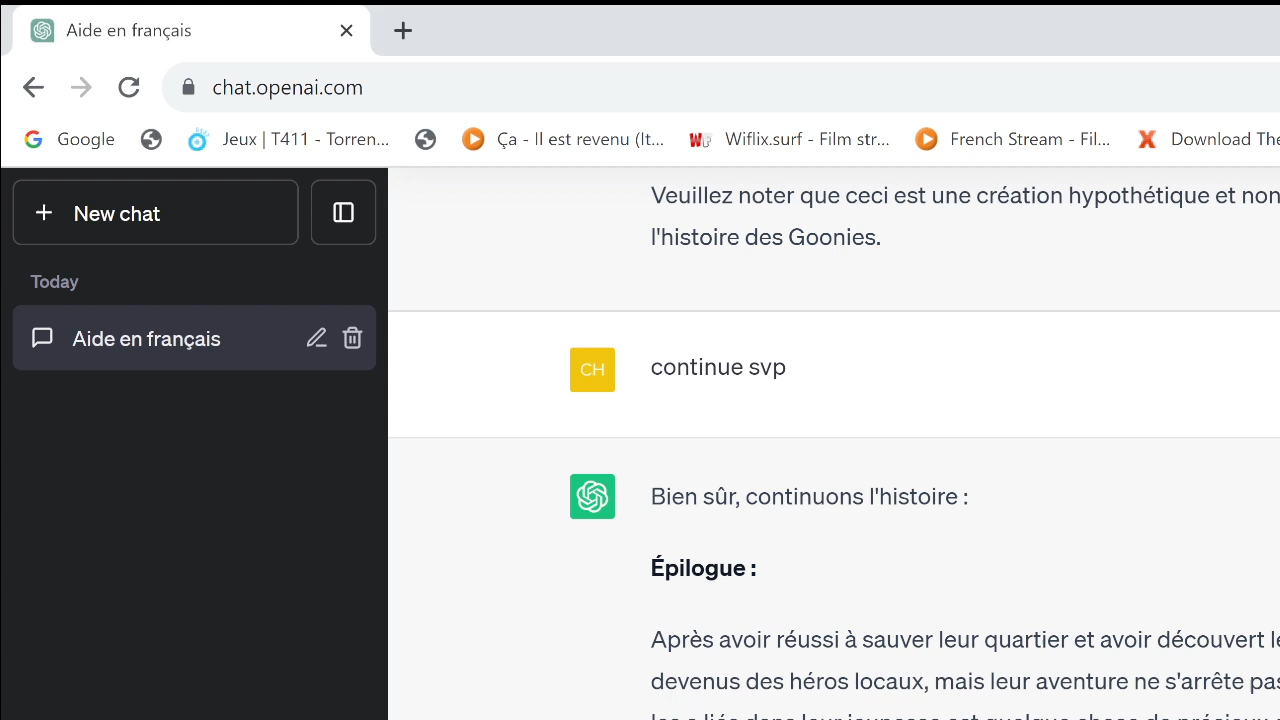 Aide en français
chat.openai.com
Google
Jeux | T411 - Torren...
Ça - Il est revenu (It...
Wiflix.surf - Film str...
French Stream - Fil...
Download The
New chat
Today
Aide en français
Veuillez noter que ceci est une création hypothétique et non
l'histoire des Goonies.
CH
continue svp
Bien sûr, continuons l'histoire :
Épilogue :
Après avoir réussi à sauver leur quartier et avoir découvert le
devenus des héros locaux, mais leur aventure ne s'arrête pas